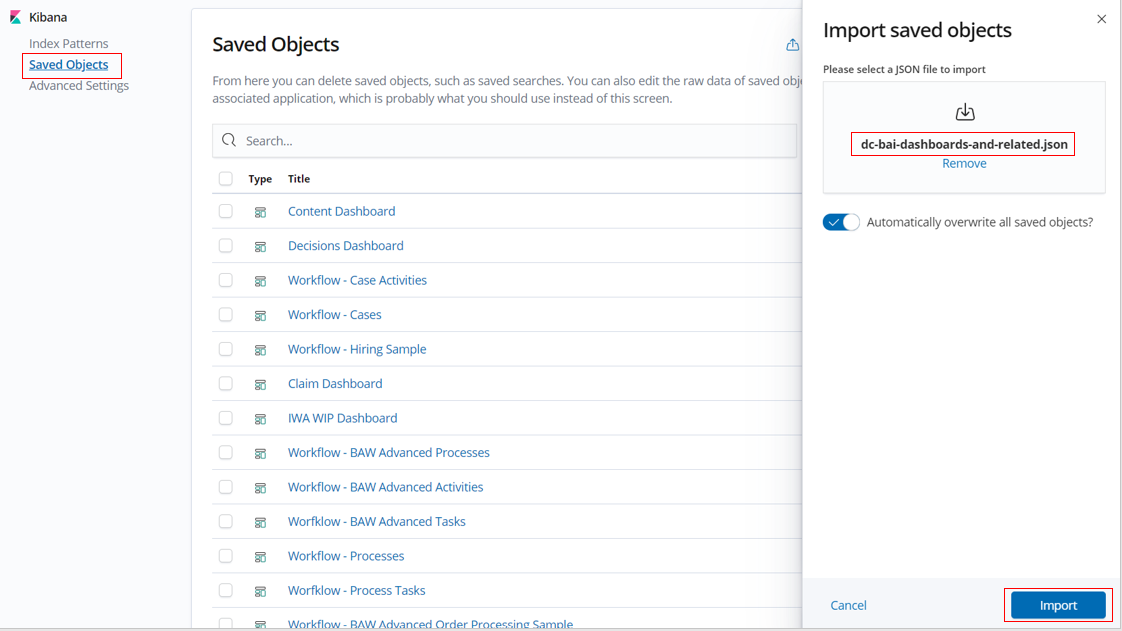 Kibana
Index Patterns
Saved Objects
Advanced Settings
Saved Objects
From here you can delete saved objects, such as saved searches. You can also edit the raw data of saved obj
associated application, which is probably what you should use instead of this screen.
Search...
Type Title
Content Dashboard
Decisions Dashboard
Workflow - Case Activities
Workflow - Cases
Workflow - Hiring Sample
Claim Dashboard
IWA WIP Dashboard
Workflow - BAW Advanced Processes
Workflow - BAW Advanced Activities
Worfklow - BAW Advanced Tasks
Workflow - Processes
Workflow - Process Tasks
Workflow - BAW Advanced Order Processing Sample
Import saved objects
Please select a JSON file to import
dc-bai-dashboards-and-related.json
Remove
Automatically overwrite all saved objects?
Cancel
Import